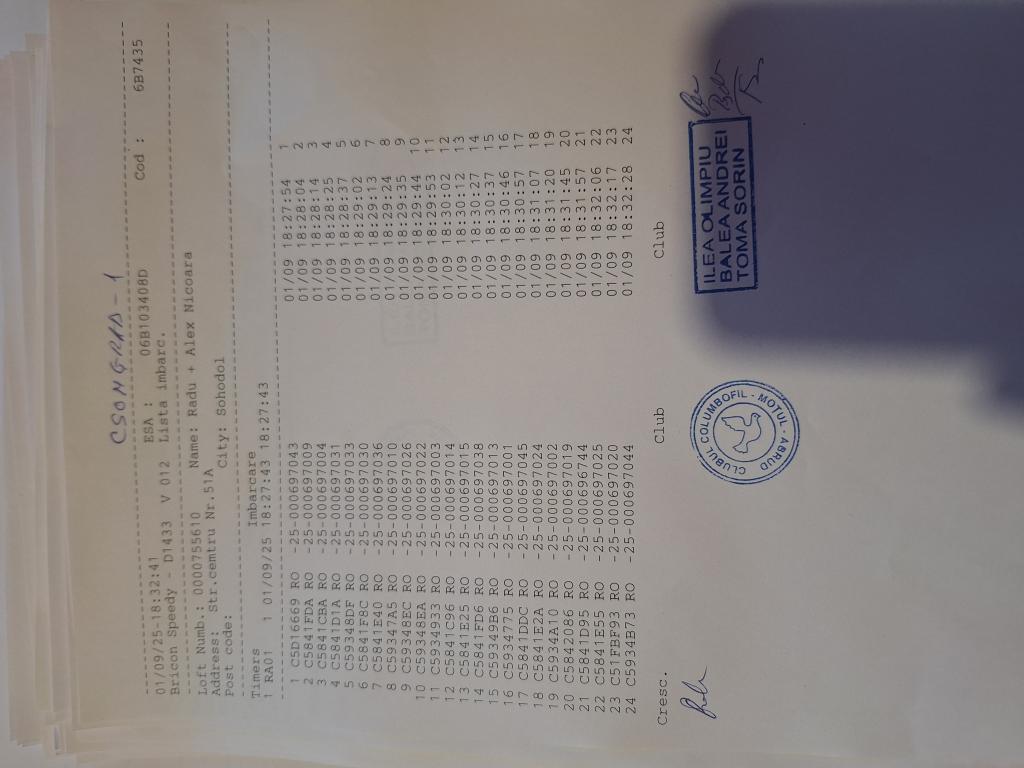 CSONGRAD-1
01/09/25-18:32:41 ESA : 06B103408D Cod : 6B7435
Bricon Speedy - D1433 V 012 Lista imbarc.
Loft Numb.: 0000755610 Name: Radu + Alex Nicoara
Address: Str.cemtru Nr.51A
Post code: City: Sohodol
Timers Imbarcare
1 RA01 1 01/09/25 18:27:43 18:27:43
1 C5D16669 RO -25-000697043 01/09 18:27:54 1
2 C5841FDA RO -25-000697009 01/09 18:28:04 2
3 C5841CBA RO -25-000697004 01/09 18:28:14 3
4 C5841D1A RO -25-000697031 01/09 18:28:25 4
5 C59348DF RO -25-000697033 01/09 18:28:37 5
6 C5841F8C RO -25-000697030 01/09 18:29:02 6
7 C5841E40 RO -25-000697036 01/09 18:29:13 7
8 C59347A5 RO -25-000697010 01/09 18:29:24 8
9 C59348EC RO -25-000697026 01/09 18:29:35 9
10 C59348EA RO -25-000697022 01/09 18:29:44 10
11 C5934933 RO -25-000697003 01/09 18:29:53 11
12 C5841C96 RO -25-000697014 01/09 18:30:02 12
13 C5841E25 RO -25-000697015 01/09 18:30:12 13
14 C5841FD6 RO -25-000697038 01/09 18:30:27 14
15 C59349B6 RO -25-000697013 01/09 18:30:37 15
16 C5934775 RO -25-000697001 01/09 18:30:46 16
17 C5841DDC RO -25-000697045 01/09 18:30:57 17
18 C5841E2A RO -25-000697024 01/09 18:31:07 18
19 C5934A10 RO -25-000697002 01/09 18:31:20 19
20 C5842086 RO -25-000697019 01/09 18:31:45 20
21 C5841D95 RO -25-000696744 01/09 18:31:57 21
22 C5841E55 RO -25-000697025 01/09 18:32:06 22
23 C51FBF93 RO -25-000697020 01/09 18:32:17 23
24 C5934B73 RO -25-000697044 01/09 18:32:28 24
Cresc. Club Club
CLUBUL COLUMBOFIL - MOTUL - ABRUD
ILEA OLIMPIU
BALEA ANDREI
TOMA SORIN